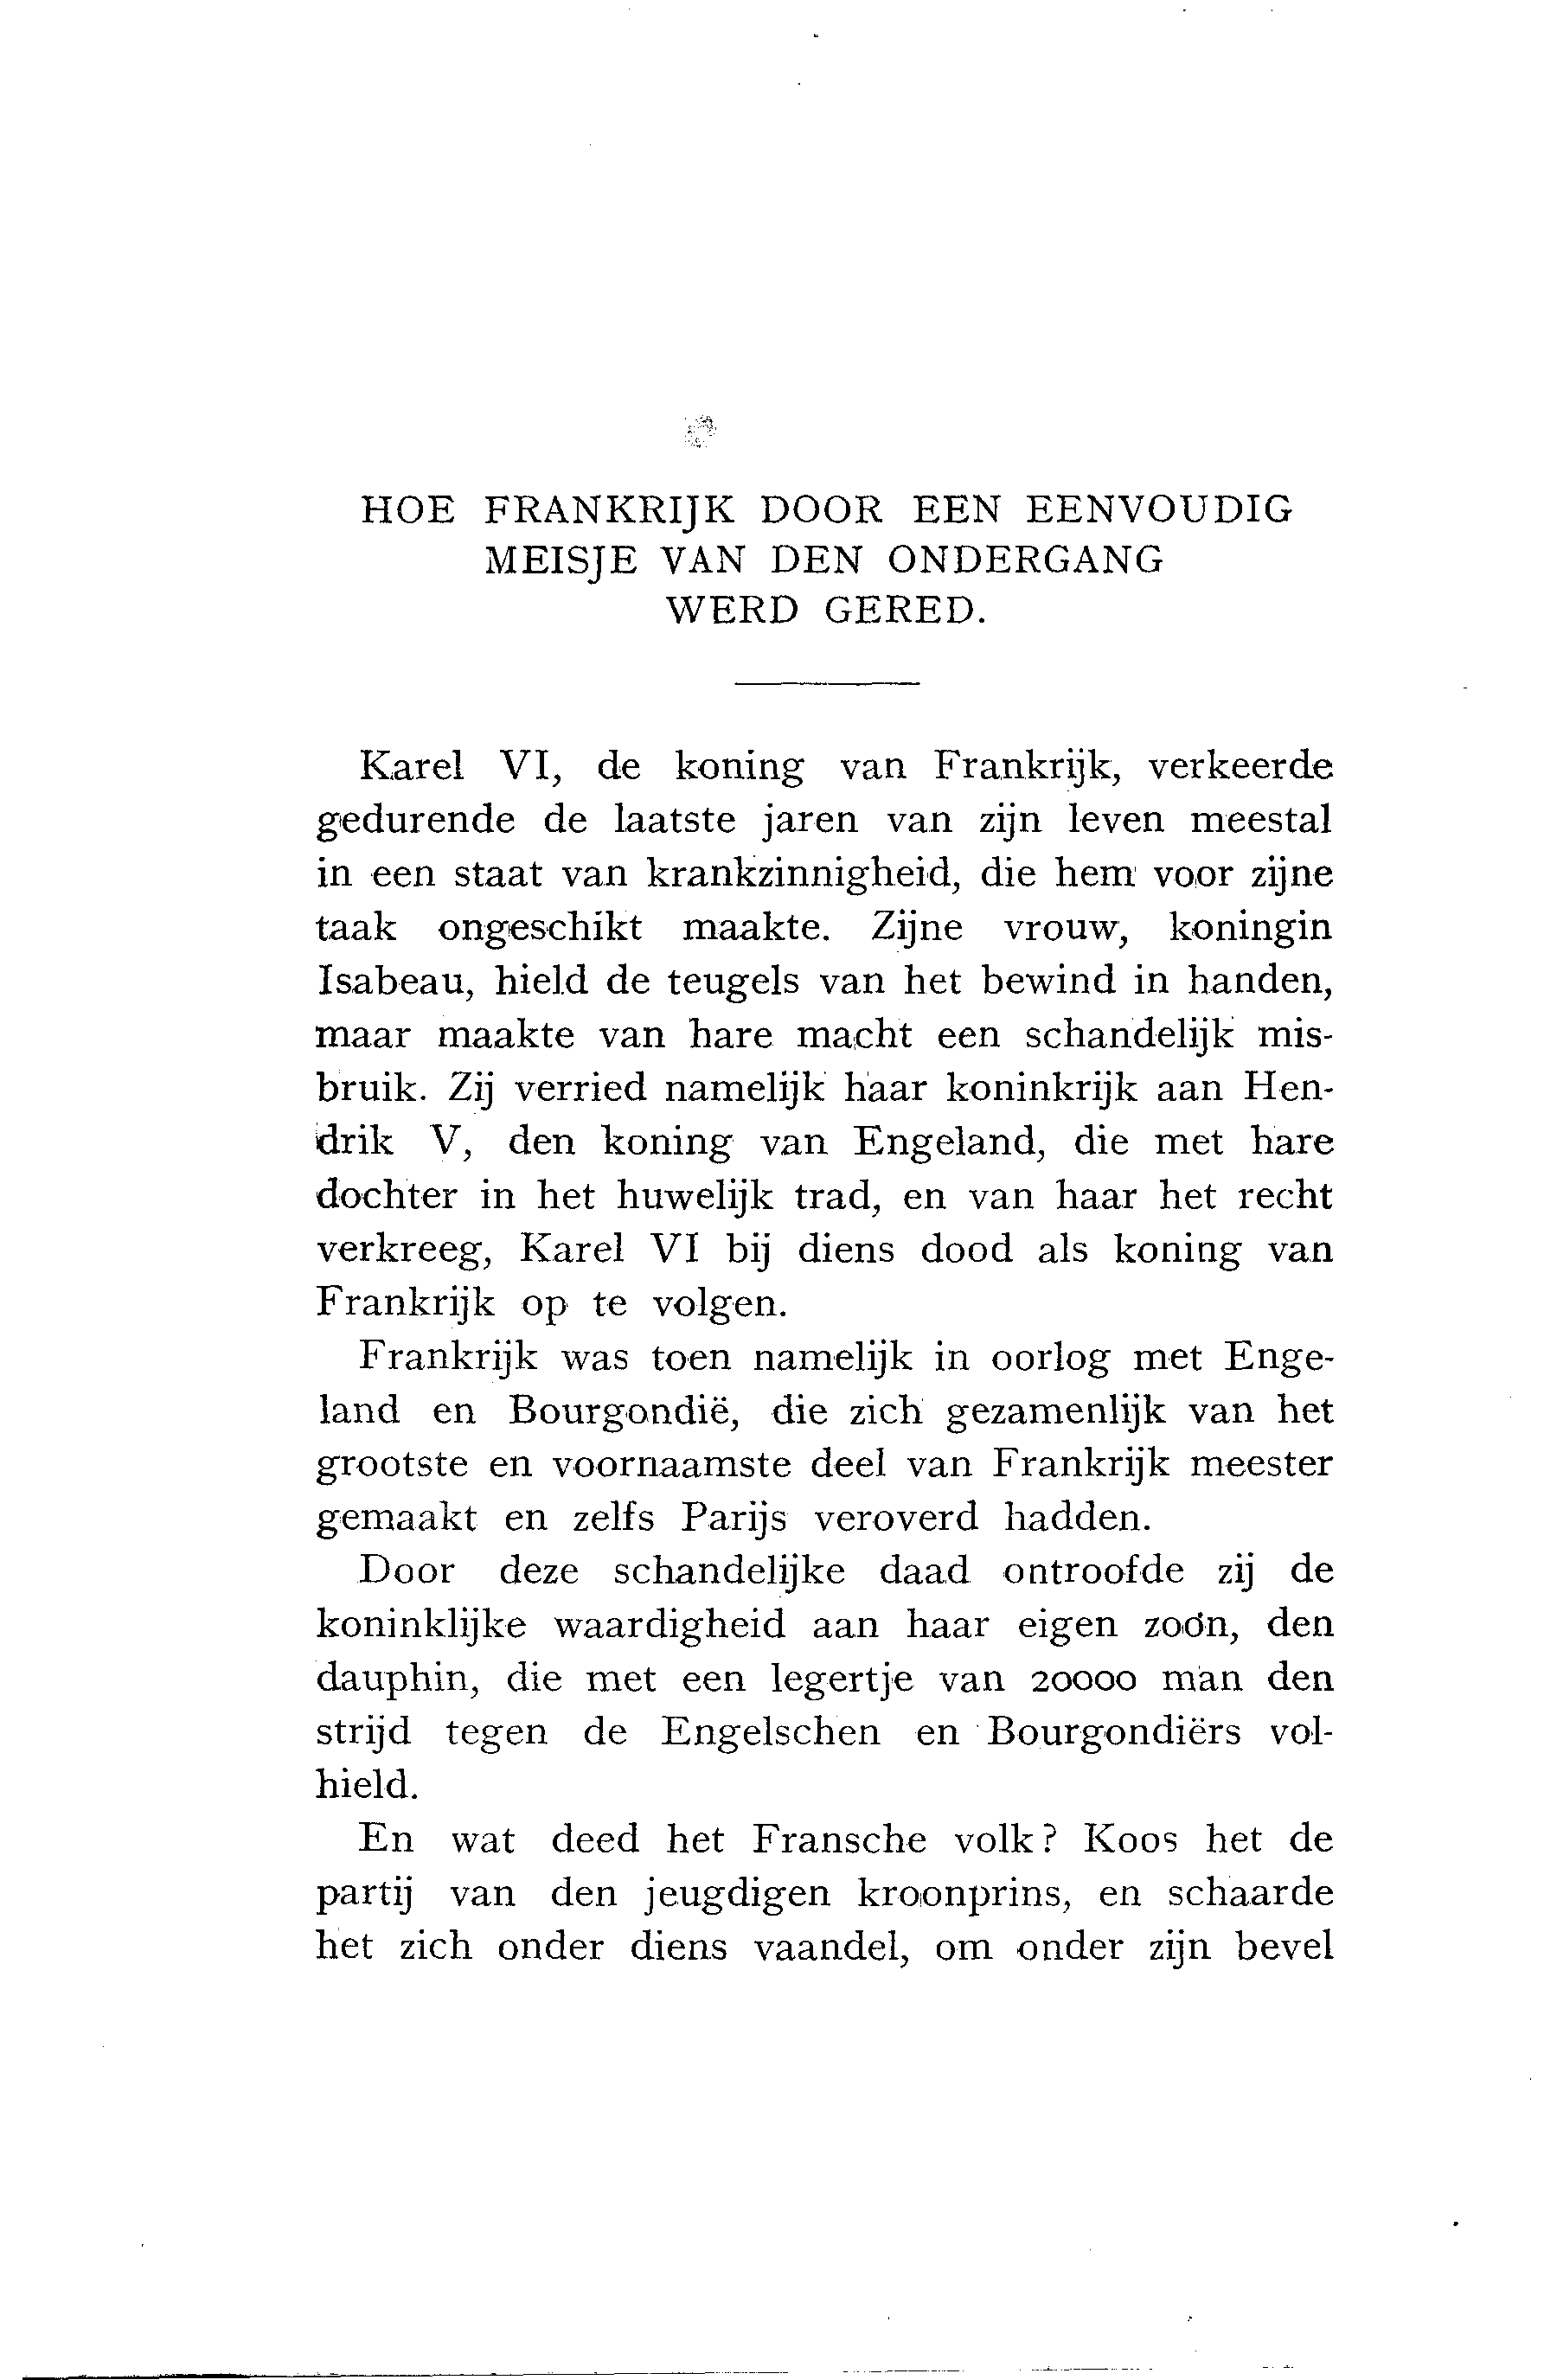 HOE FRANKRIJK DOOR EEN EENVOUDIG
MEISJE VAN DEN ONDERGANG
WERD GERED.
Karel VI, de koning van Frankrijk, verkeerde
gedurende de laatste jaren van zijn leven meestal
in een staat van krankzinnigheid, die hem voor zijne
taak ongeschikt maakte. Zijne vrouw, koningin
Isabeau, hield de teugels van het bewind in handen,
maar maakte van hare macht een schandelijk mis-
bruik. Zij verried namelijk haar koninkrijk aan Hen-
drik V, den koning van Engeland, die met hare
dochter in het huwelijk trad, en van haar het recht
verkreeg, Karel VI bij diens dood als koning van
Frankrijk op te volgen.
Frankrijk was toen namelijk in oorlog met Enge-
land en Bourgondië, die zich gezamenlijk van het
grootste en voornaamste deel van Frankrijk meester
gemaakt en zelfs Parijs veroverd hadden.
Door deze schandelijke daad ontroofde zij de
koninklijke waardigheid aan haar eigen zoon, den
dauphin, die met een legertje van 20000 man den
strijd tegen de Engelschen en Bourgondiërs vol-
hield.
En wat deed het Fransche volk? Koos het de
partij van den jeugdigen kroonprins, en schaarde
het zich onder diens vaandel, om onder zijn bevel